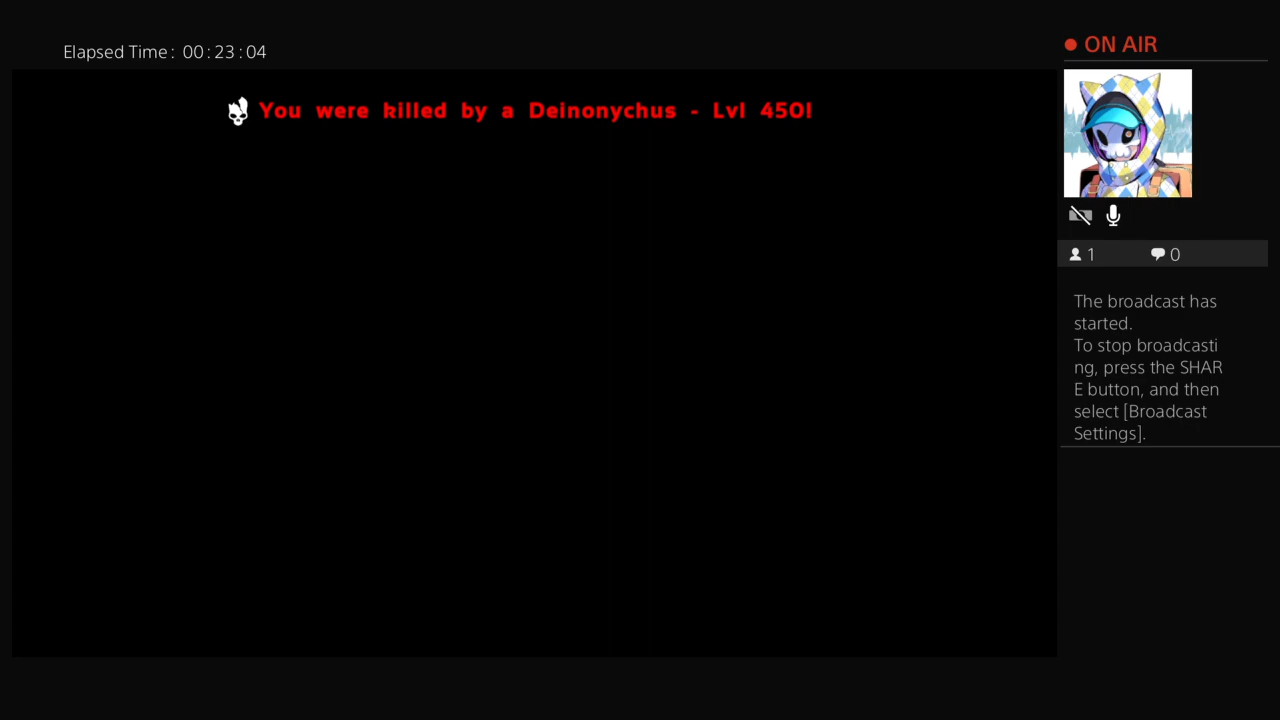 Elapsed Time: 00:23:04
ON AIR
You were killed by a Deinonychus - Lvl 450!
1
0
The broadcast has
started.
To stop broadcasti
ng, press the SHAR
E button, and then
select [Broadcast
Settings].